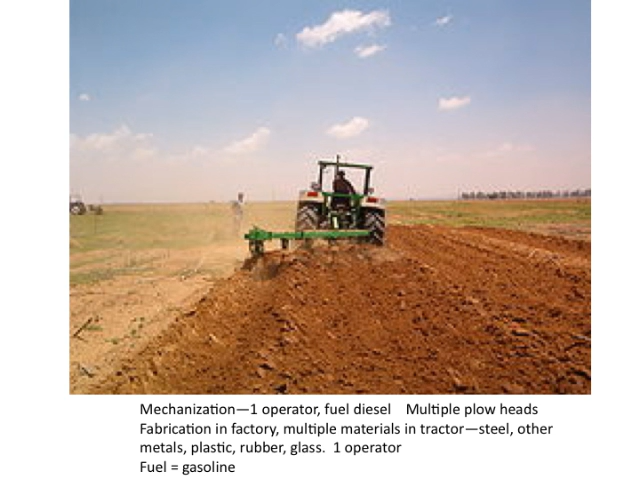 Mechanization—1 operator, fuel diesel   Multiple plow heads
Fabrication in factory, multiple materials in tractor—steel, other
metals, plastic, rubber, glass.  1 operator
Fuel = gasoline